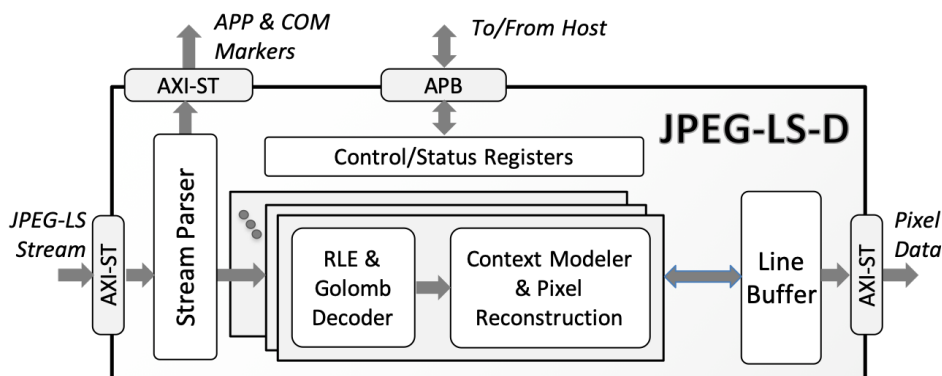 APP & COM
Markers
To/From Host
AXI-ST
APB
JPEG-LS-D
Control/Status Registers
JPEG-LS
Stream
AXI-ST
Stream Parser
RLE &
Golomb
Decoder
Context Modeler
& Pixel
Reconstruction
Line
Buffer
AXI-ST
Pixel
Data